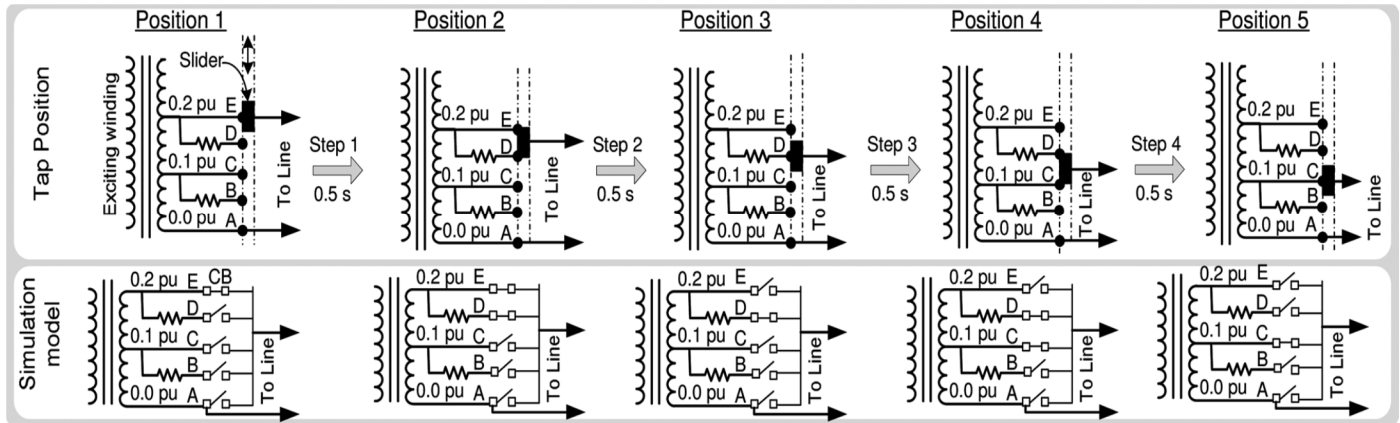 Position 1
Position 2
Position 3
Position 4
Position 5
Tap Position
Exciting winding
Slider
0.2 pu E
D
0.1 pu C
B
0.0 pu A
To Line
Step 1
0.5 s
0.2 pu E
D
0.1 pu C
B
0.0 pu A
To Line
Step 2
0.5 s
0.2 pu E
D
0.1 pu C
B
0.0 pu A
To Line
Step 3
0.5 s
0.2 pu E
D
0.1 pu C
B
0.0 pu A
To Line
Step 4
0.5 s
0.2 pu E
D
0.1 pu C
B
0.0 pu A
To Line
Simulation
model
0.2 pu E CB
D
0.1 pu C
B
0.0 pu A
To Line
0.2 pu E
D
0.1 pu C
B
0.0 pu A
To Line
0.2 pu E
D
0.1 pu C
B
0.0 pu A
To Line
0.2 pu E
D
0.1 pu C
B
0.0 pu A
To Line
0.2 pu E
D
0.1 pu C
B
0.0 pu A
To Line